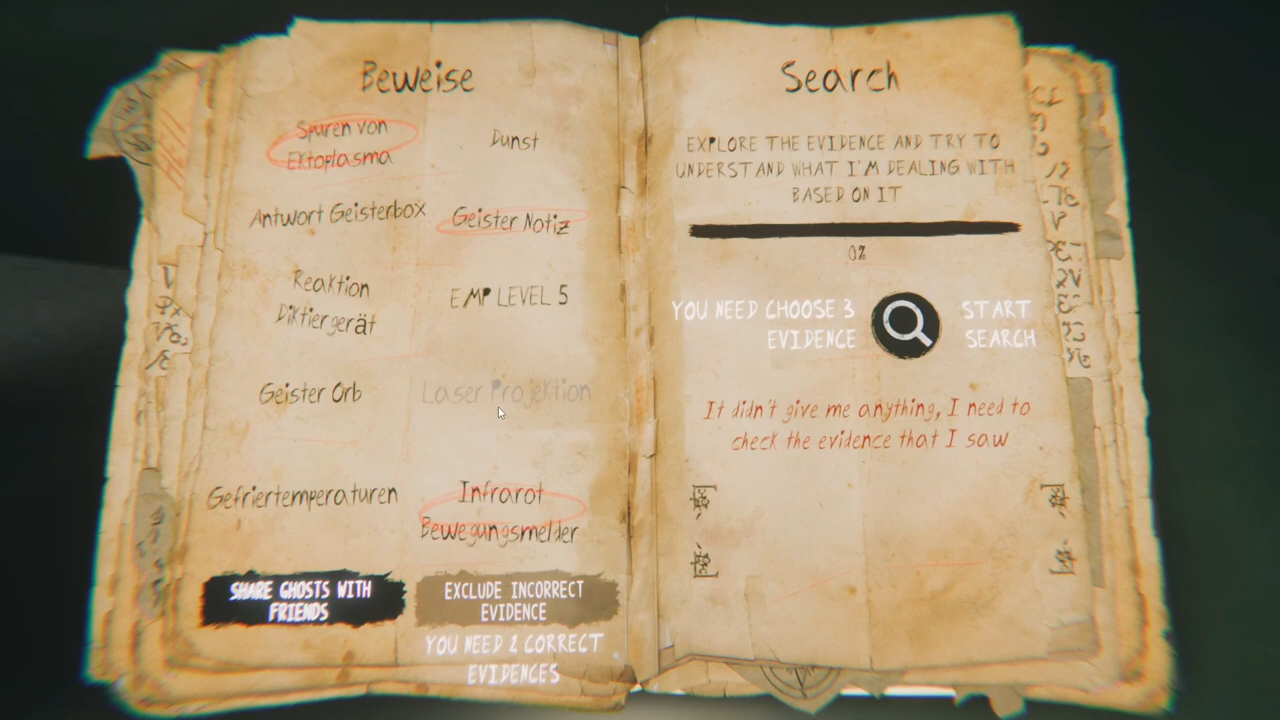 Beweise
Spuren von
Ektoplasma
Dunst
Antwort Geisterbox
Geister Notiz
Reaktion
Diktiergerät
EMP LEVEL 5
Geister Orb
Laser Projektion
Gefriertemperaturen
Infrarot
Bewegungsmelder
SHARE GHOSTS WITH
FRIENDS
EXCLUDE INCORRECT
EVIDENCE
YOU NEED 2 CORRECT
EVIDENCES
Search
EXPLORE THE EVIDENCE AND TRY TO
UNDERSTAND WHAT I'M DEALING WITH
BASED ON IT
0%
YOU NEED CHOOSE 3
EVIDENCE
START
SEARCH
It didn't give me anything, I need to
check the evidence that I saw